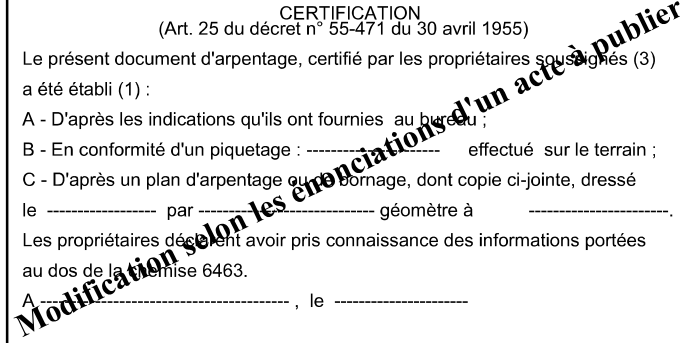 CERTIFICATION
(Art. 25 du décret n° 55-471 du 30 avril 1955)
Le présent document d'arpentage, certifié par les propriétaires soussignés (3)
a été établi (1) :
A - D'après les indications qu'ils ont fournies au bureau ;
B - En conformité d'un piquetage : ---------------------- effectué sur le terrain ;
C - D'après un plan d'arpentage ou de bornage, dont copie ci-jointe, dressé
le ------------------ par ----------------------------- géomètre à -----------------------.
Les propriétaires déclarent avoir pris connaissance des informations portées
au dos de la chemise 6463.
A ----------------------------------------- , le ----------------------
Modification selon les énonciations d'un acte à publier